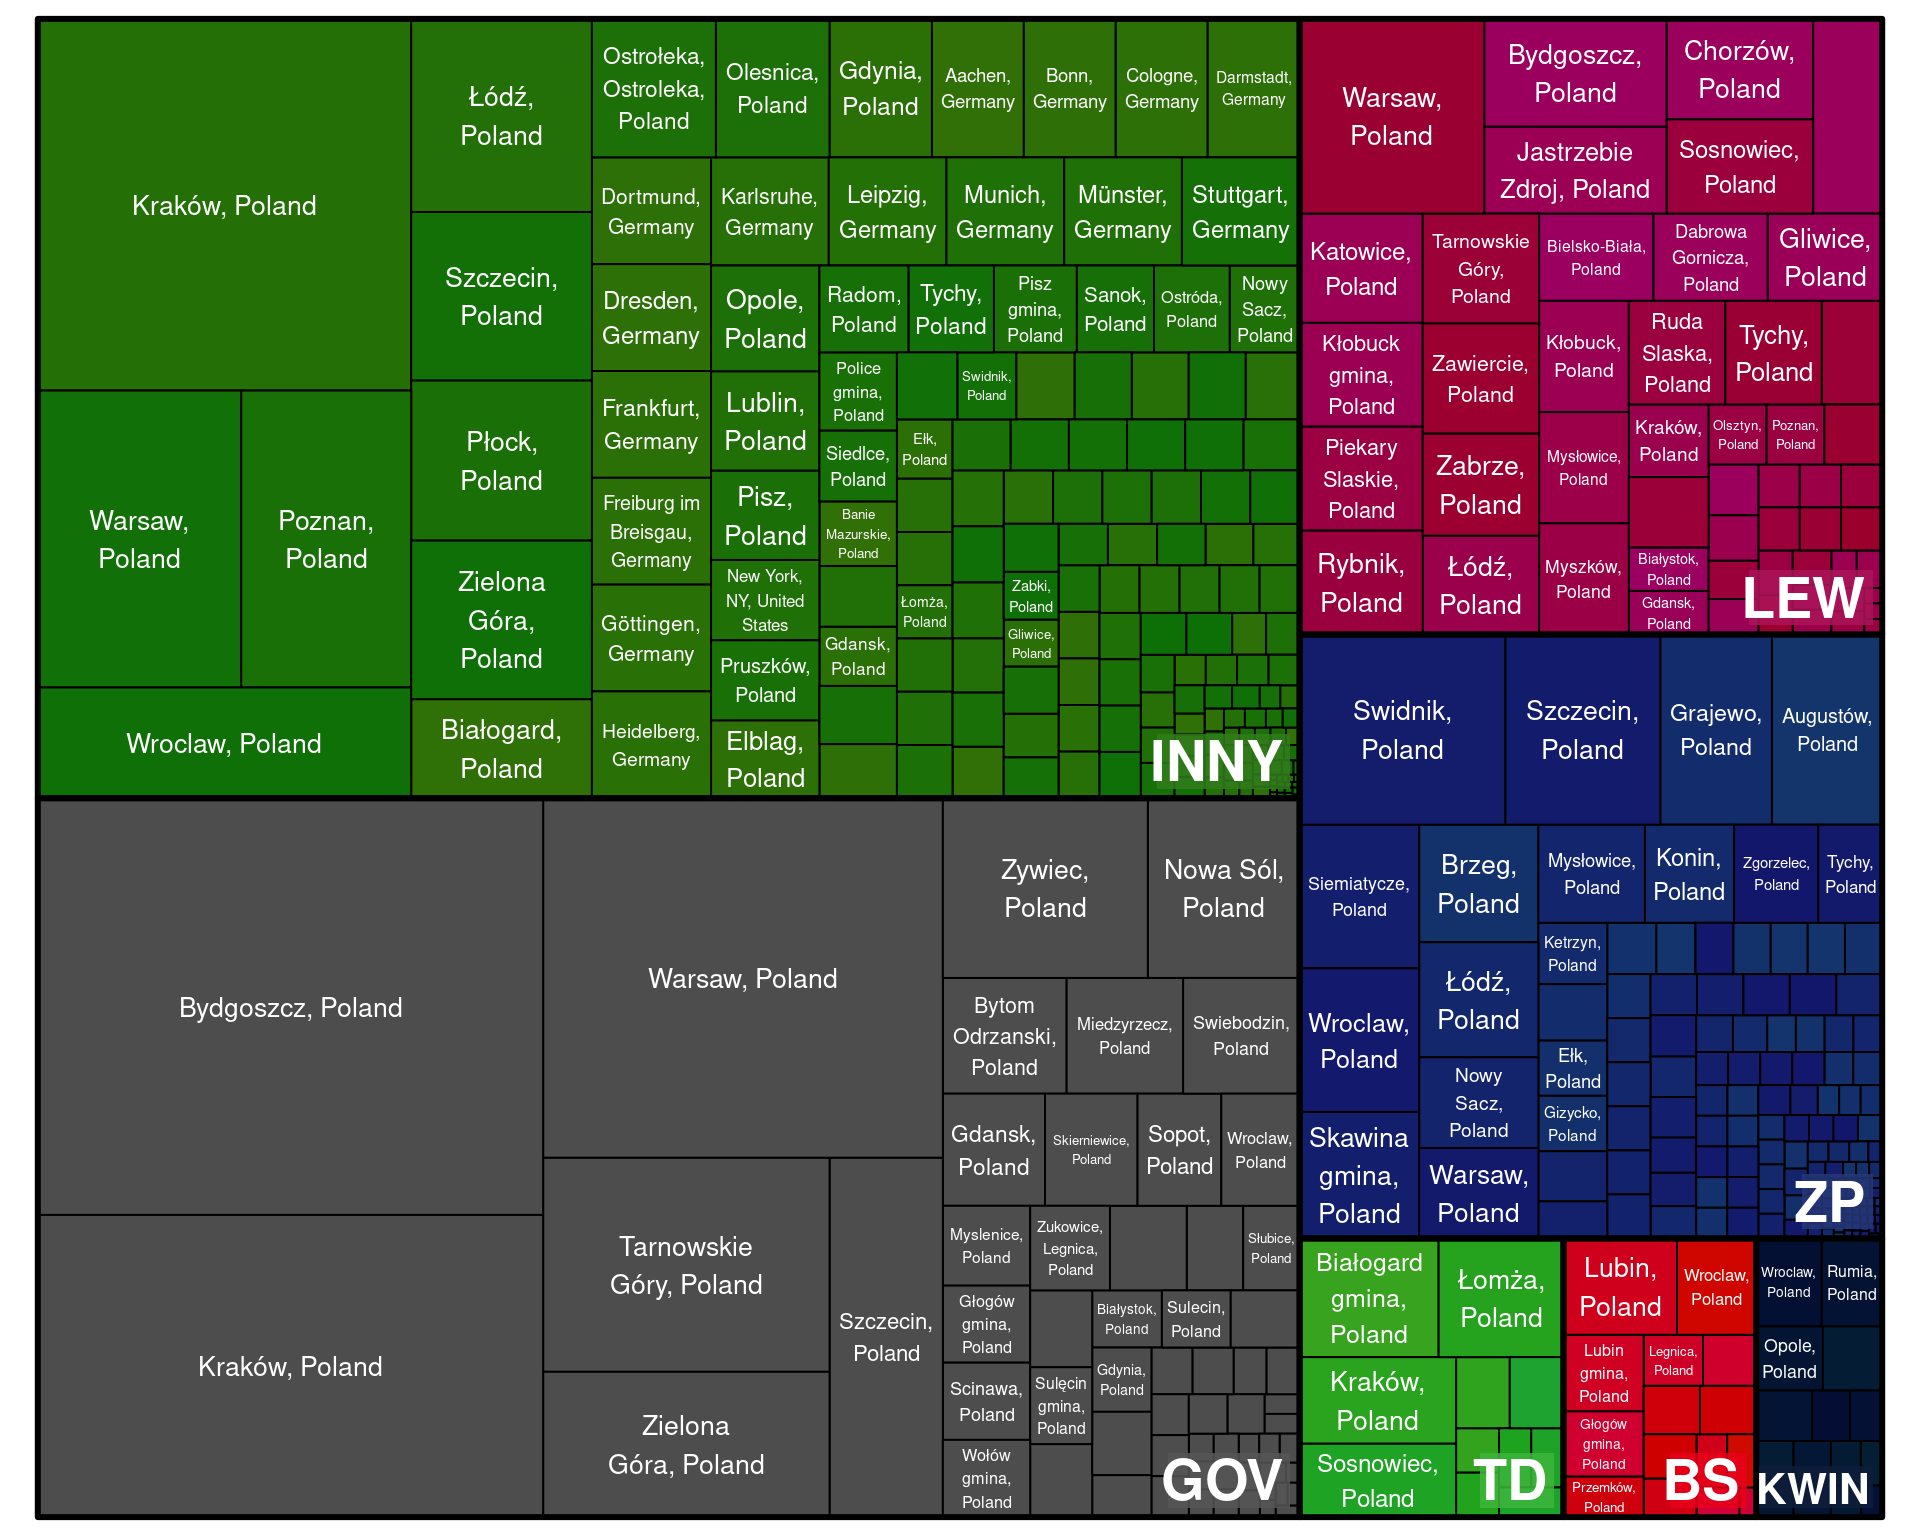 Kraków, Poland
Warsaw,
Poland
Poznan,
Poland
Wroclaw, Poland
Łódź,
Poland
Szczecin,
Poland
Płock,
Poland
Zielona
Góra,
Poland
Białogard,
Poland
Ostrołeka,
Ostroleka,
Poland
Olesnica,
Poland
Gdynia,
Poland
Aachen,
Germany
Bonn,
Germany
Cologne,
Germany
Darmstadt,
Germany
Dortmund,
Germany
Karlsruhe,
Germany
Leipzig,
Germany
Munich,
Germany
Münster,
Germany
Stuttgart,
Germany
Dresden,
Germany
Frankfurt,
Germany
Freiburg im
Breisgau,
Germany
Göttingen,
Germany
Heidelberg,
Germany
Opole,
Poland
Lublin,
Poland
Pisz,
Poland
New York,
NY, United
States
Pruszków,
Poland
Elblag,
Poland
Radom,
Poland
Tychy,
Poland
Pisz
gmina,
Poland
Sanok,
Poland
Ostróda,
Poland
Nowy
Sacz,
Poland
Police
gmina,
Poland
Siedlce,
Poland
Banie
Mazurskie,
Poland
Gdansk,
Poland
Swidnik,
Poland
Ełk,
Poland
Łomża,
Poland
Zabki,
Poland
Gliwice,
Poland
INNY
Warsaw,
Poland
Bydgoszcz,
Poland
Jastrzebie
Zdroj, Poland
Chorzów,
Poland
Sosnowiec,
Poland
Katowice,
Poland
Kłobuck
gmina,
Poland
Piekary
Slaskie,
Poland
Rybnik,
Poland
Tarnowskie
Góry,
Poland
Zawiercie,
Poland
Zabrze,
Poland
Łódź,
Poland
Bielsko-Biała,
Poland
Dabrowa
Gornicza,
Poland
Gliwice,
Poland
Kłobuck,
Poland
Mysłowice,
Poland
Myszków,
Poland
Ruda
Slaska,
Poland
Tychy,
Poland
Kraków,
Poland
Olsztyn,
Poland
Poznan,
Poland
Białystok,
Poland
Gdansk,
Poland
LEW
Bydgoszcz, Poland
Kraków, Poland
Warsaw, Poland
Tarnowskie
Góry, Poland
Zielona
Góra, Poland
Szczecin,
Poland
Zywiec,
Poland
Nowa Sól,
Poland
Bytom
Odrzanski,
Poland
Miedzyrzecz,
Poland
Swiebodzin,
Poland
Gdansk,
Poland
Skierniewice,
Poland
Sopot,
Poland
Wroclaw,
Poland
Myslenice,
Poland
Głogów
gmina,
Poland
Scinawa,
Poland
Wołów
gmina,
Poland
Zukowice,
Legnica,
Poland
Słubice,
Poland
Sulęcin
gmina,
Poland
Białystok,
Poland
Sulecin,
Poland
Gdynia,
Poland
GOV
Swidnik,
Poland
Szczecin,
Poland
Grajewo,
Poland
Augustów,
Poland
Siemiatycze,
Poland
Wroclaw,
Poland
Skawina
gmina,
Poland
Brzeg,
Poland
Łódź,
Poland
Nowy
Sacz,
Poland
Warsaw,
Poland
Mysłowice,
Poland
Konin,
Poland
Zgorzelec,
Poland
Tychy,
Poland
Ketrzyn,
Poland
Ełk,
Poland
Gizycko,
Poland
ZP
Białogard
gmina,
Poland
Łomża,
Poland
Kraków,
Poland
Sosnowiec,
Poland
TD
Lubin,
Poland
Wroclaw,
Poland
Lubin
gmina,
Poland
Legnica,
Poland
Głogów
gmina,
Poland
Przemków,
Poland
BS
Wroclaw,
Poland
Rumia,
Poland
Opole,
Poland
KWIN